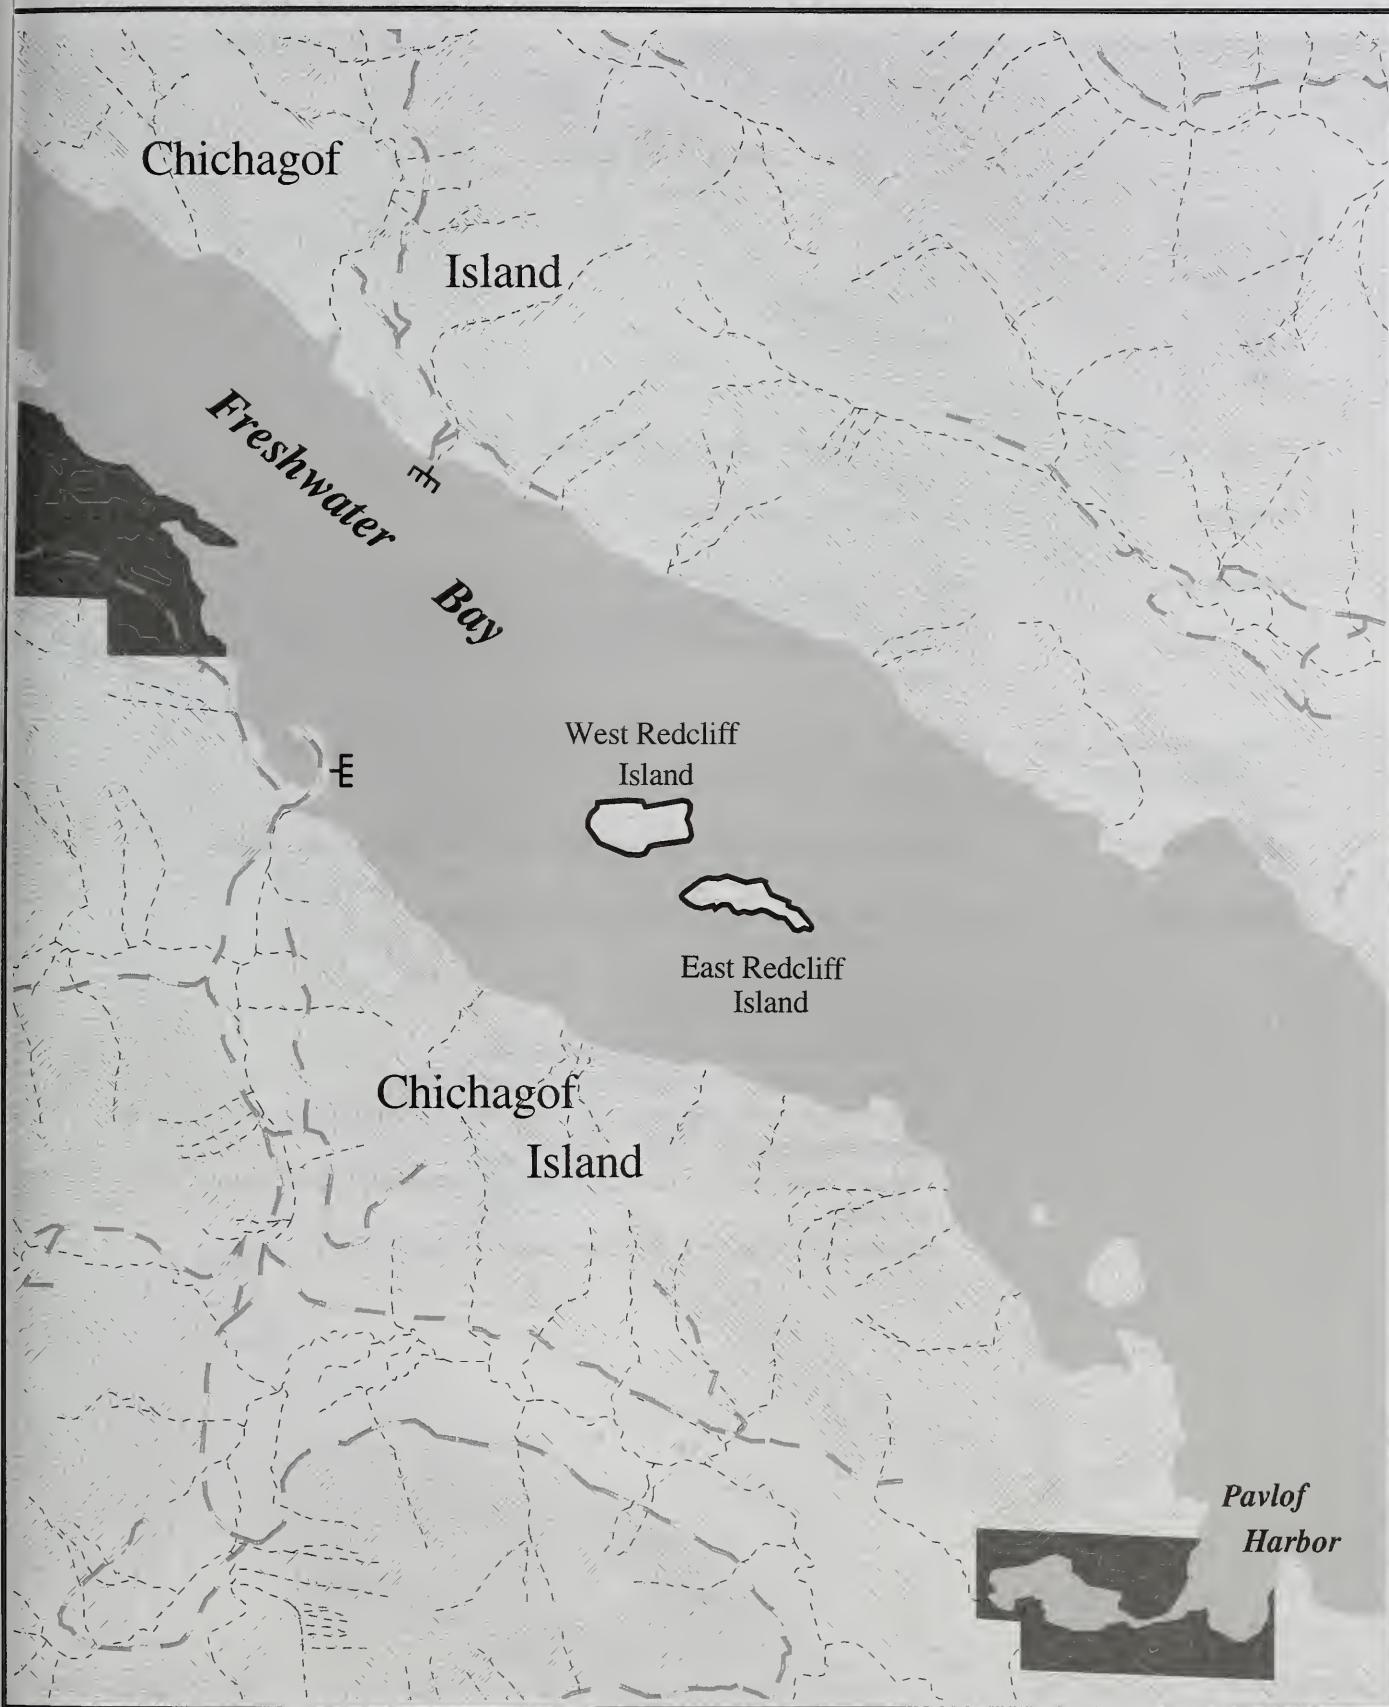 Chichagof
Island
Freshwater
Bay
West Redcliff
Island
East Redcliff
Island
Chichagof
Island
Pavlof
Harbor